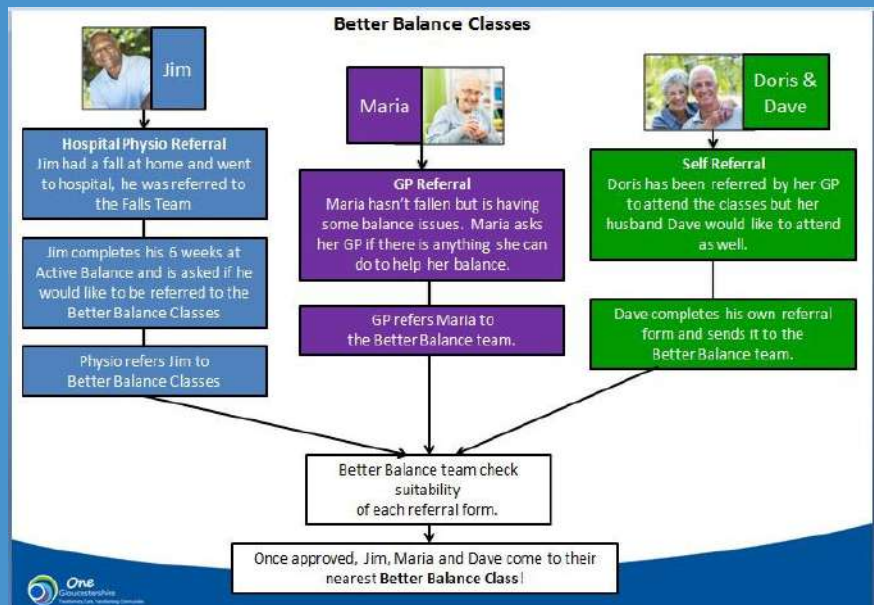 Better Balance Classes
Jim
Hospital Physio Referral
Jim had a fall at home and went
to hospital, he was referred to
the Falls Team
Jim completes his 6 weeks at
Active Balance and is asked if he
would like to be referred to the
Better Balance Classes
Physio refers Jim to
Better Balance Classes
Maria
GP Referral
Maria hasn't fallen but is having
some balance issues. Maria asks
her GP if there is anything she can
do to help her balance.
GP refers Maria to
the Better Balance team.
Doris &
Dave
Self Referral
Doris has been referred by her GP
to attend the classes but her
husband Dave would like to attend
as well.
Dave completes his own referral
form and sends it to the
Better Balance team.
Better Balance team check
suitability
of each referral form.
Once approved, Jim, Maria and Dave come to their
nearest Better Balance Class!
One
Gloucestershire